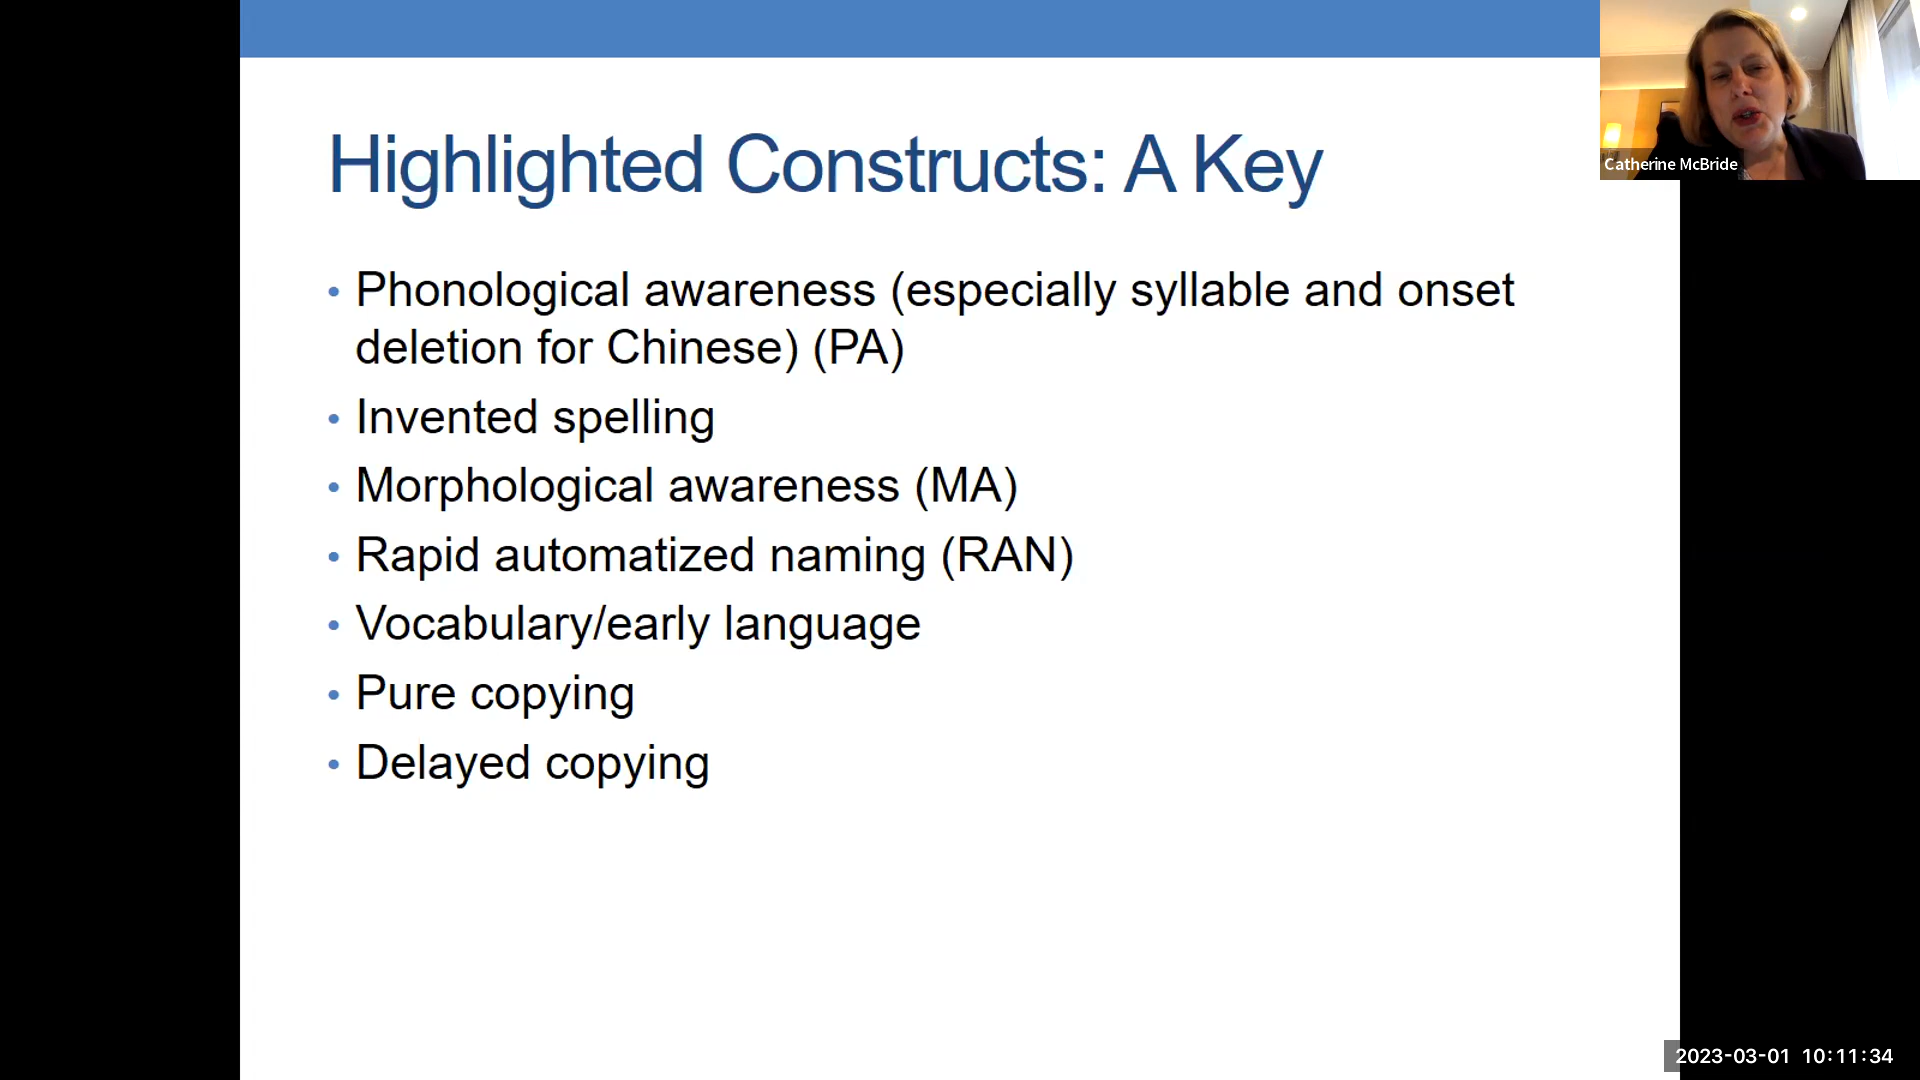 Highlighted Constructs: A Key
• Phonological awareness (especially syllable and onset
deletion for Chinese) (PA)
• Invented spelling
• Morphological awareness (MA)
• Rapid automatized naming (RAN)
• Vocabulary/early language
• Pure copying
• Delayed copying
Catherine McBride
2023-03-01 10:11:34